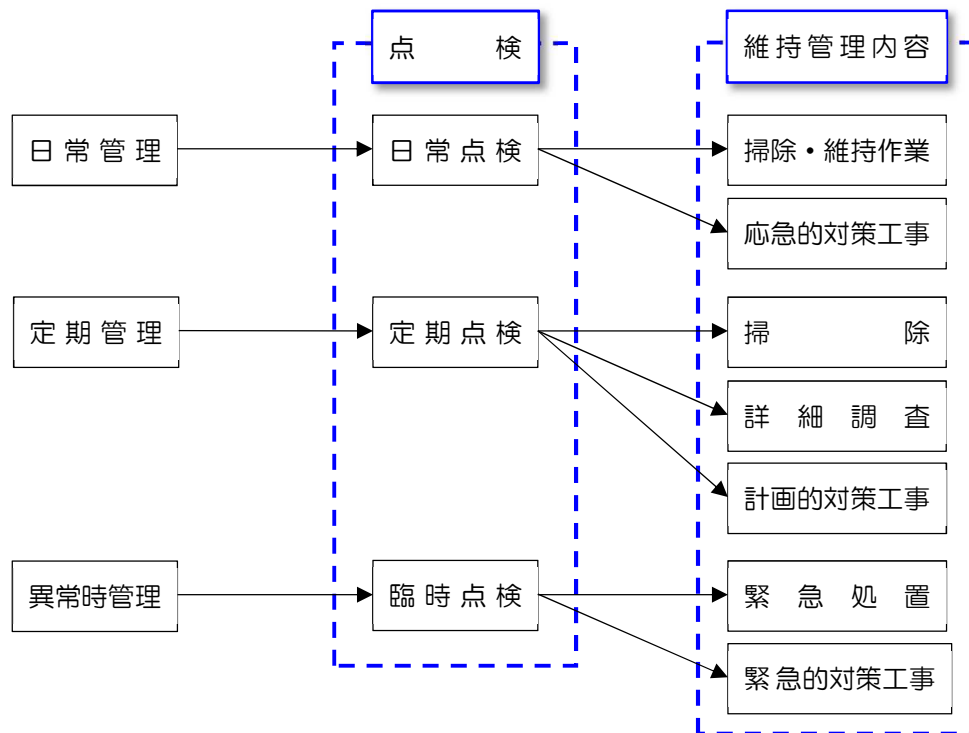 点検
維持管理内容
日常管理
日常点検
掃除・維持作業
応急的対策工事
定期管理
定期点検
掃除
詳細調査
計画的対策工事
異常時管理
臨時点検
緊急処置
緊急的対策工事